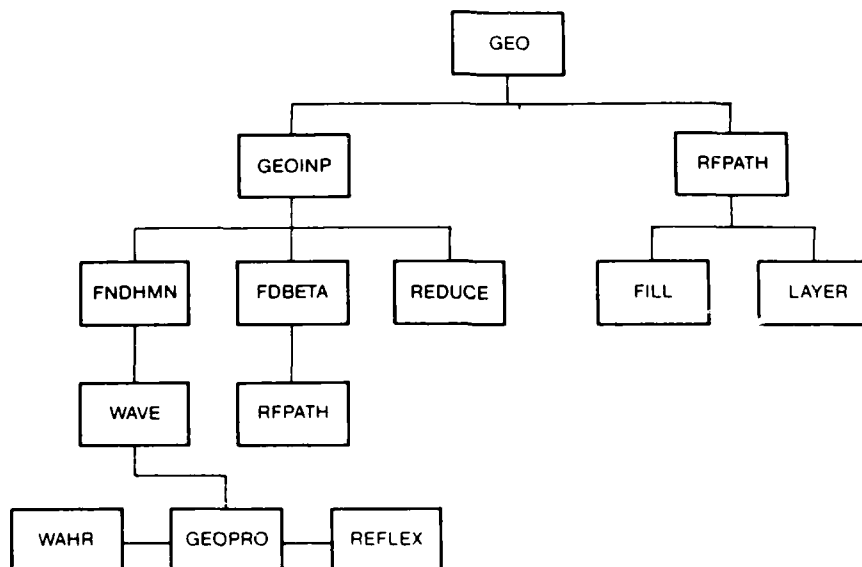 GEO
GEOINP
RFPATH
FNDHMN
FDBETA
REDUCE
FILL
LAYER
WAVE
RFPATH
WAHR
GEOPRO
REFLEX